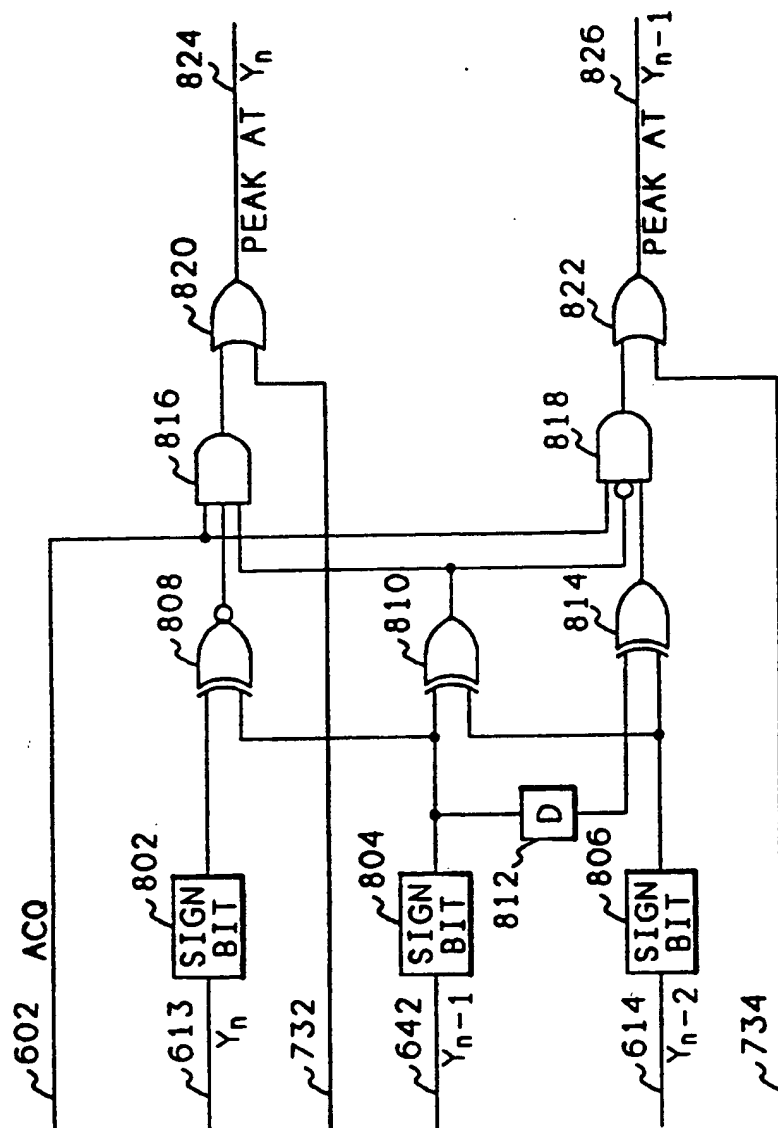 602
ACQ
613
Yn
802
SIGN
BIT
808
816
820
824
PEAK AT Yn
732
642
Yn-1
804
SIGN
BIT
810
812
D
614
Yn-2
806
SIGN
BIT
814
818
822
826
PEAK AT Yn-1
734